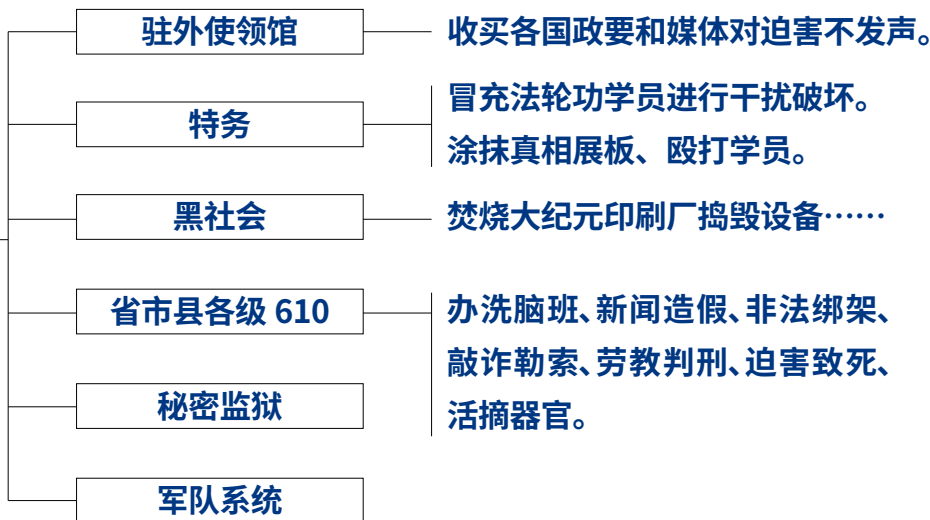 驻外使领馆
收买各国政要和媒体对迫害不发声。
特务
冒充法轮功学员进行干扰破坏。
涂抹真相展板、殴打学员。
黑社会
焚烧大纪元印刷厂捣毁设备……
省市县各级 610
办洗脑班、新闻造假、非法绑架、
敲诈勒索、劳教判刑、迫害致死、
活摘器官。
秘密监狱
军队系统